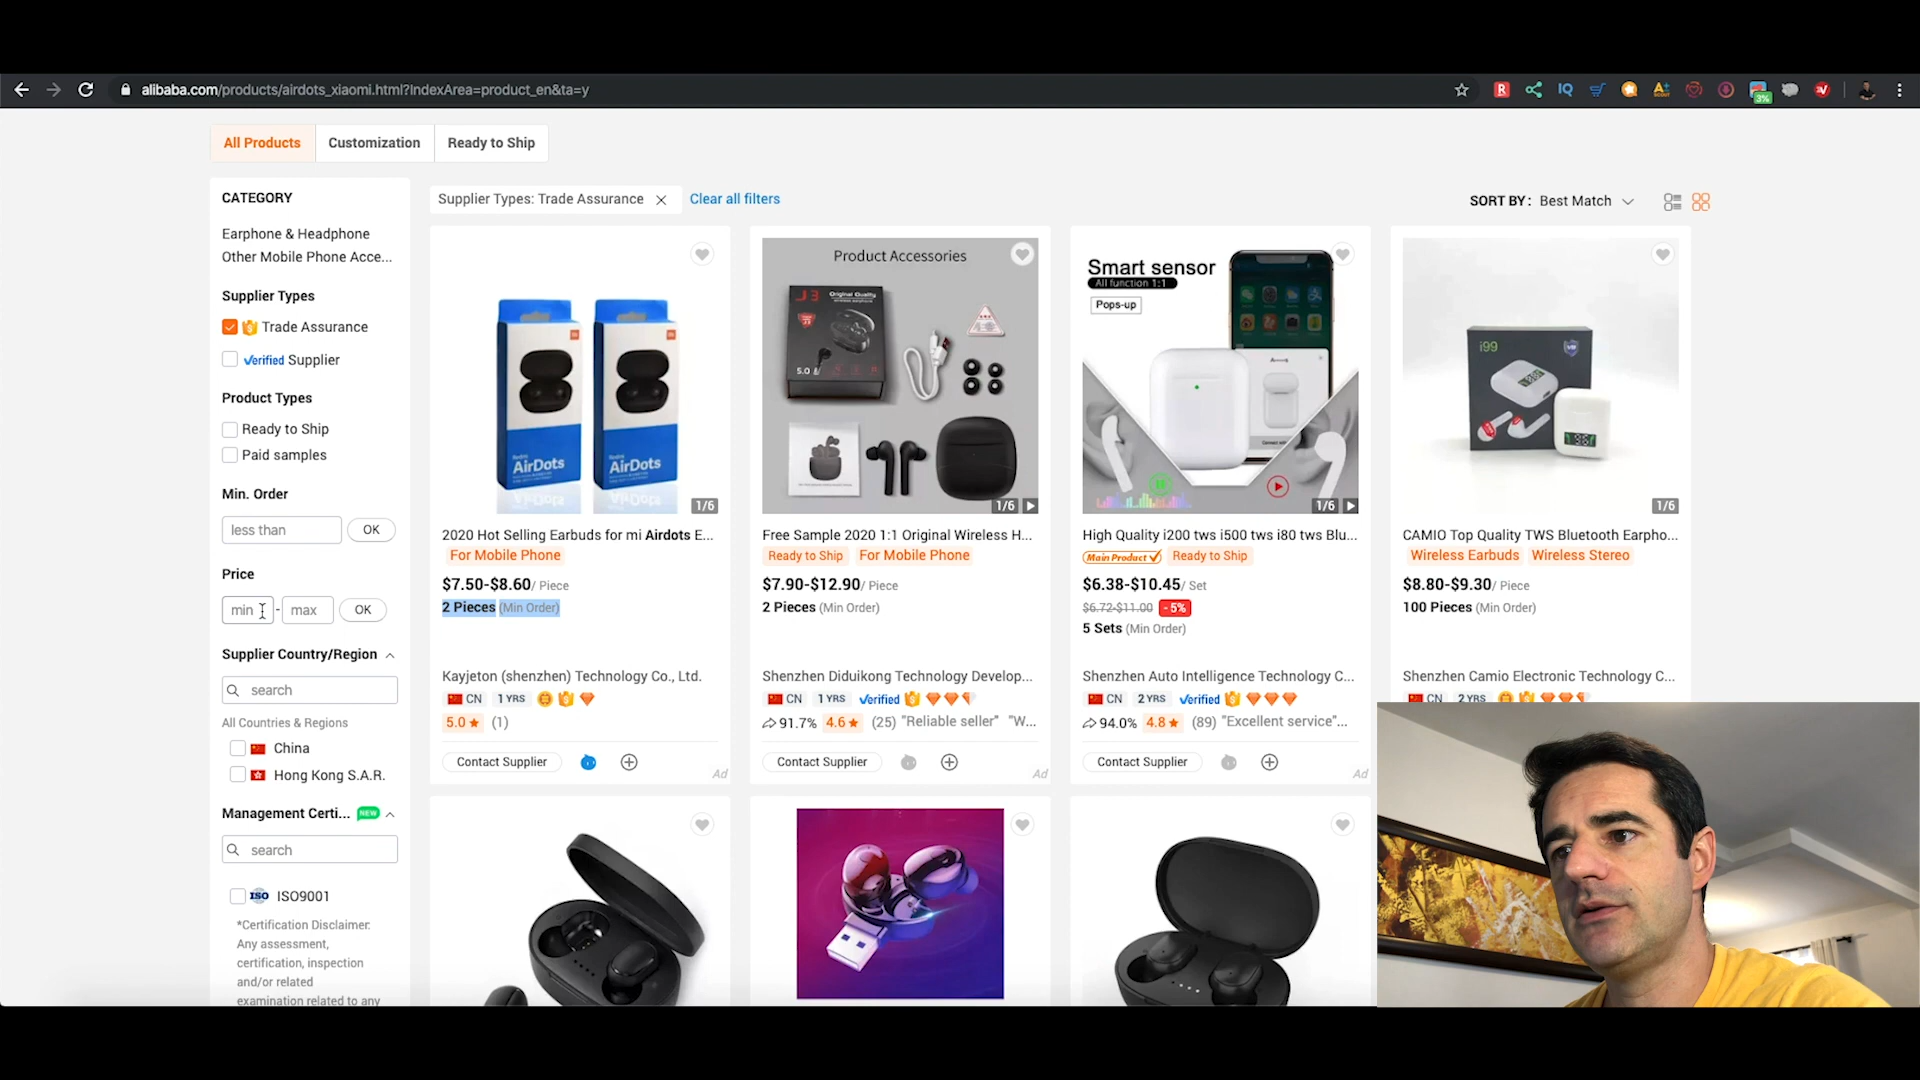 alibaba.com/products/airdots_xiaomi.html?IndexArea=product_en&ta=y
All Products
Customization
Ready to Ship
CATEGORY
Earphone & Headphone
Other Mobile Phone Acce...
Supplier Types
Trade Assurance
Verified Supplier
Product Types
Ready to Ship
Paid samples
Min. Order
less than
OK
Price
min - max
OK
Supplier Country/Region
search
All Countries & Regions
China
Hong Kong S.A.R.
Management Certi... NEW
search
ISO ISO9001
*Certification Disclaimer:
Any assessment,
certification, inspection
and/or related
examination related to any
Supplier Types: Trade Assurance
Clear all filters
SORT BY: Best Match
Redmi
AirDots
AirDots
1/6
2020 Hot Selling Earbuds for mi Airdots E...
For Mobile Phone
$7.50-$8.60/ Piece
2 Pieces (Min Order)
Kayjeton (shenzhen) Technology Co., Ltd.
CN 1 YRS
5.0 (1)
Contact Supplier
Ad
Product Accessories
J3 Original Quality
5.0
1/6
Free Sample 2020 1:1 Original Wireless H...
Ready to Ship For Mobile Phone
$7.90-$12.90/ Piece
2 Pieces (Min Order)
Shenzhen Diduikong Technology Develop...
CN 1 YRS Verified
91.7% 4.6 (25) "Reliable seller" "W...
Contact Supplier
Ad
Smart sensor
All function 1:1
Pops-up
1/6
High Quality i200 tws i500 tws i80 tws Blu...
Main Product Ready to Ship
$6.38-$10.45/ Set
$6.72-$11.00 - 5%
5 Sets (Min Order)
Shenzhen Auto Intelligence Technology C...
CN 2 YRS Verified
94.0% 4.8 (89) "Excellent service"...
Contact Supplier
Ad
i99
1/6
CAMIO Top Quality TWS Bluetooth Earpho...
Wireless Earbuds Wireless Stereo
$8.80-$9.30/ Piece
100 Pieces (Min Order)
Shenzhen Camio Electronic Technology C...
CN 2 YRS